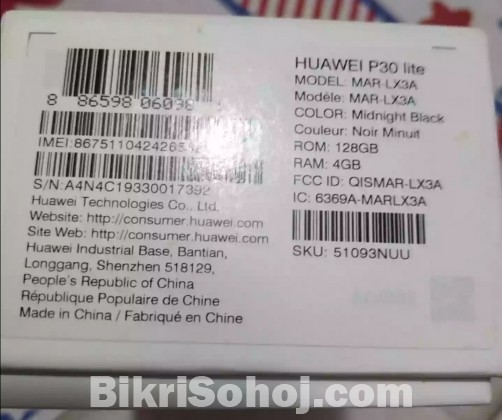 HUAWEI P30 lite
MODEL: MAR-LX3A
Modèle: MAR-LX3A
COLOR: Midnight Black
Couleur: Noir Minuit
ROM: 128GB
RAM: 4GB
FCC ID: QISMAR-LX3A
IC: 6369A-MARLX3A
SKU: 51093NUU
8 86598 06038
IMEI:86751104242
S/N:A4N4C19330017392
Huawei Technologies Co., Ltd.
Website: http://consumer.huawei.com
Site Web: http://consumer.huawei.com
Huawei Industrial Base, Bantian,
Longgang, Shenzhen 518129,
People's Republic of China
République Populaire de Chine
Made in China / Fabriqué en Chine
BikriSohoj.com